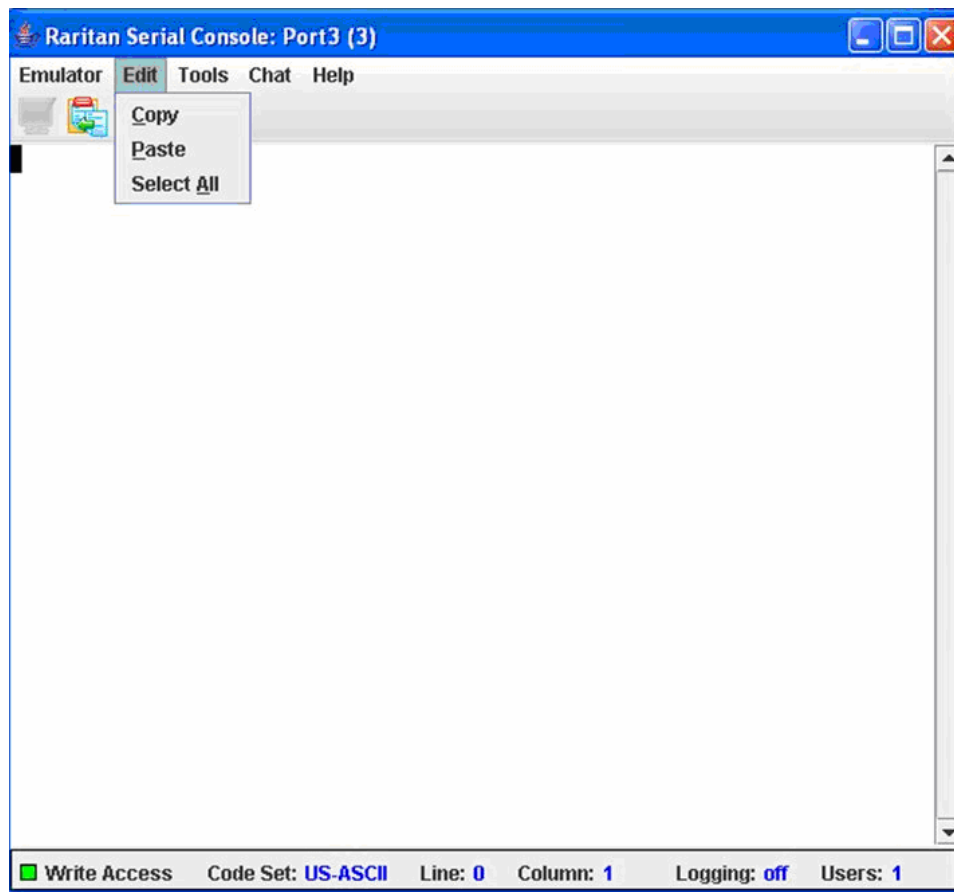 Raritan Serial Console: Port3 (3)
Emulator Edit Tools Chat Help
Copy
Paste
Select All
Write Access Code Set: US-ASCII Line: 0 Column: 1 Logging: off Users: 1